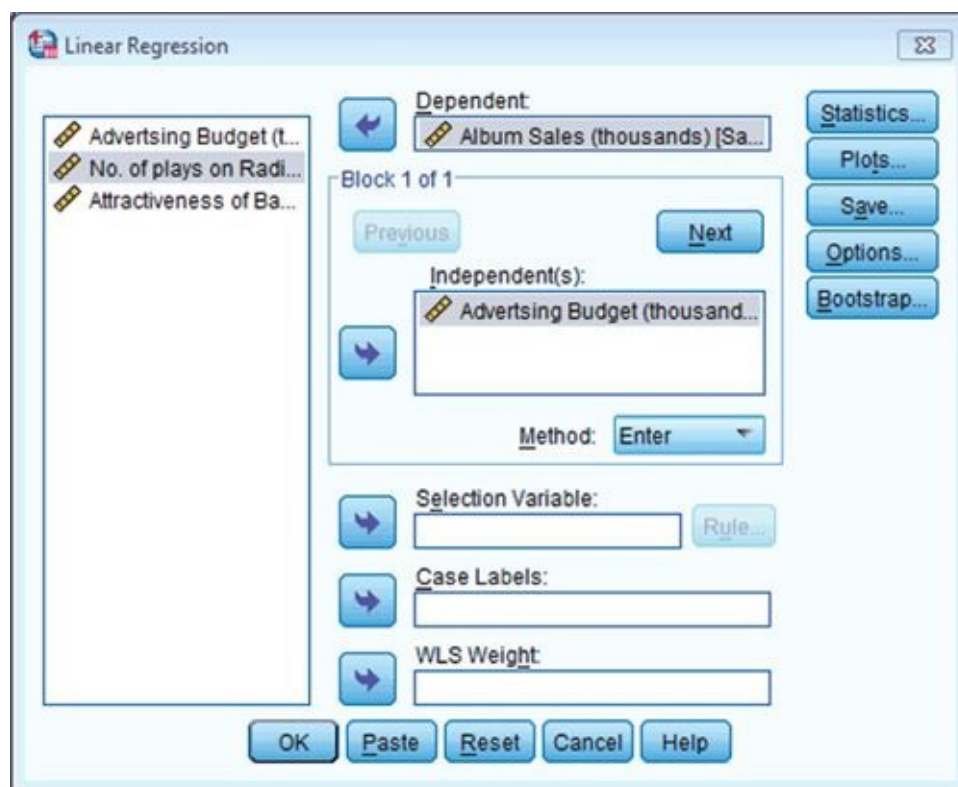 Linear Regression
Advertsing Budget (t...
No. of plays on Radi...
Attractiveness of Ba...
Dependent:
Album Sales (thousands) [Sa...
Block 1 of 1
Previous
Next
Independent(s):
Advertsing Budget (thousand...
Method: Enter
Selection Variable:
Rule...
Case Labels:
WLS Weight:
Statistics...
Plots...
Save...
Options...
Bootstrap...
OK Paste Reset Cancel Help